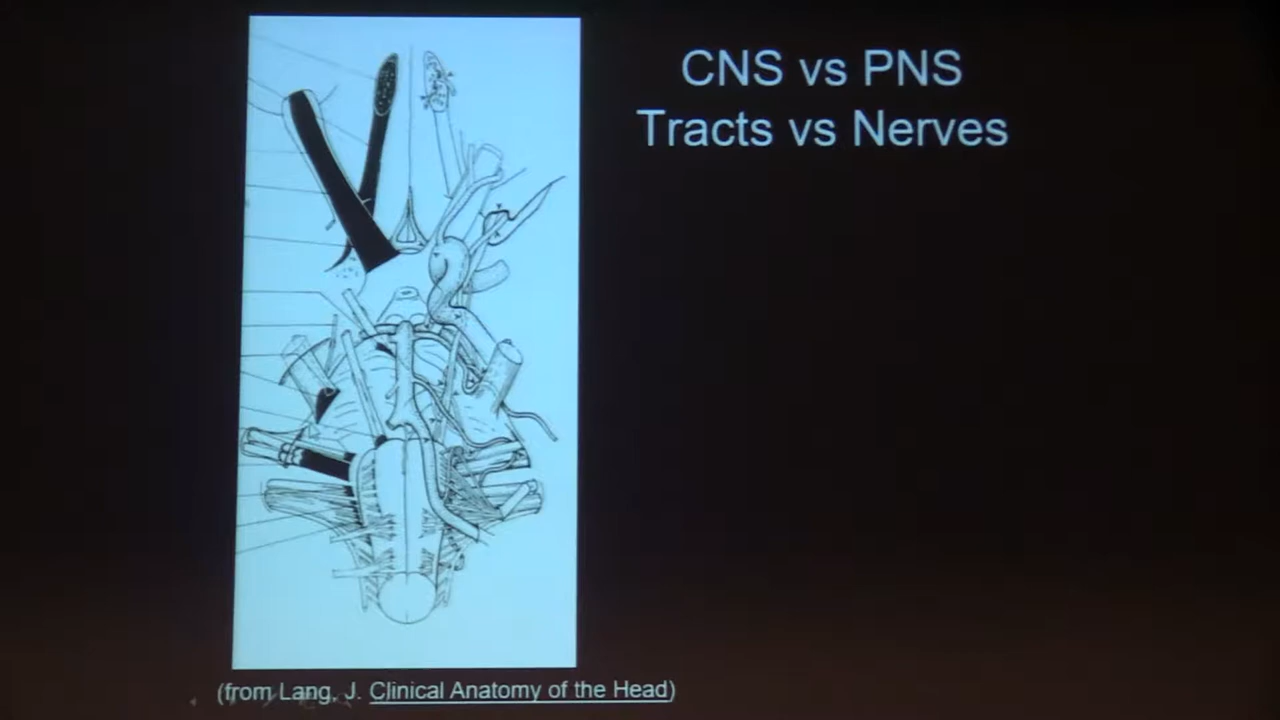 CNS vs PNS
Tracts vs Nerves
(from Lang, J. Clinical Anatomy of the Head)